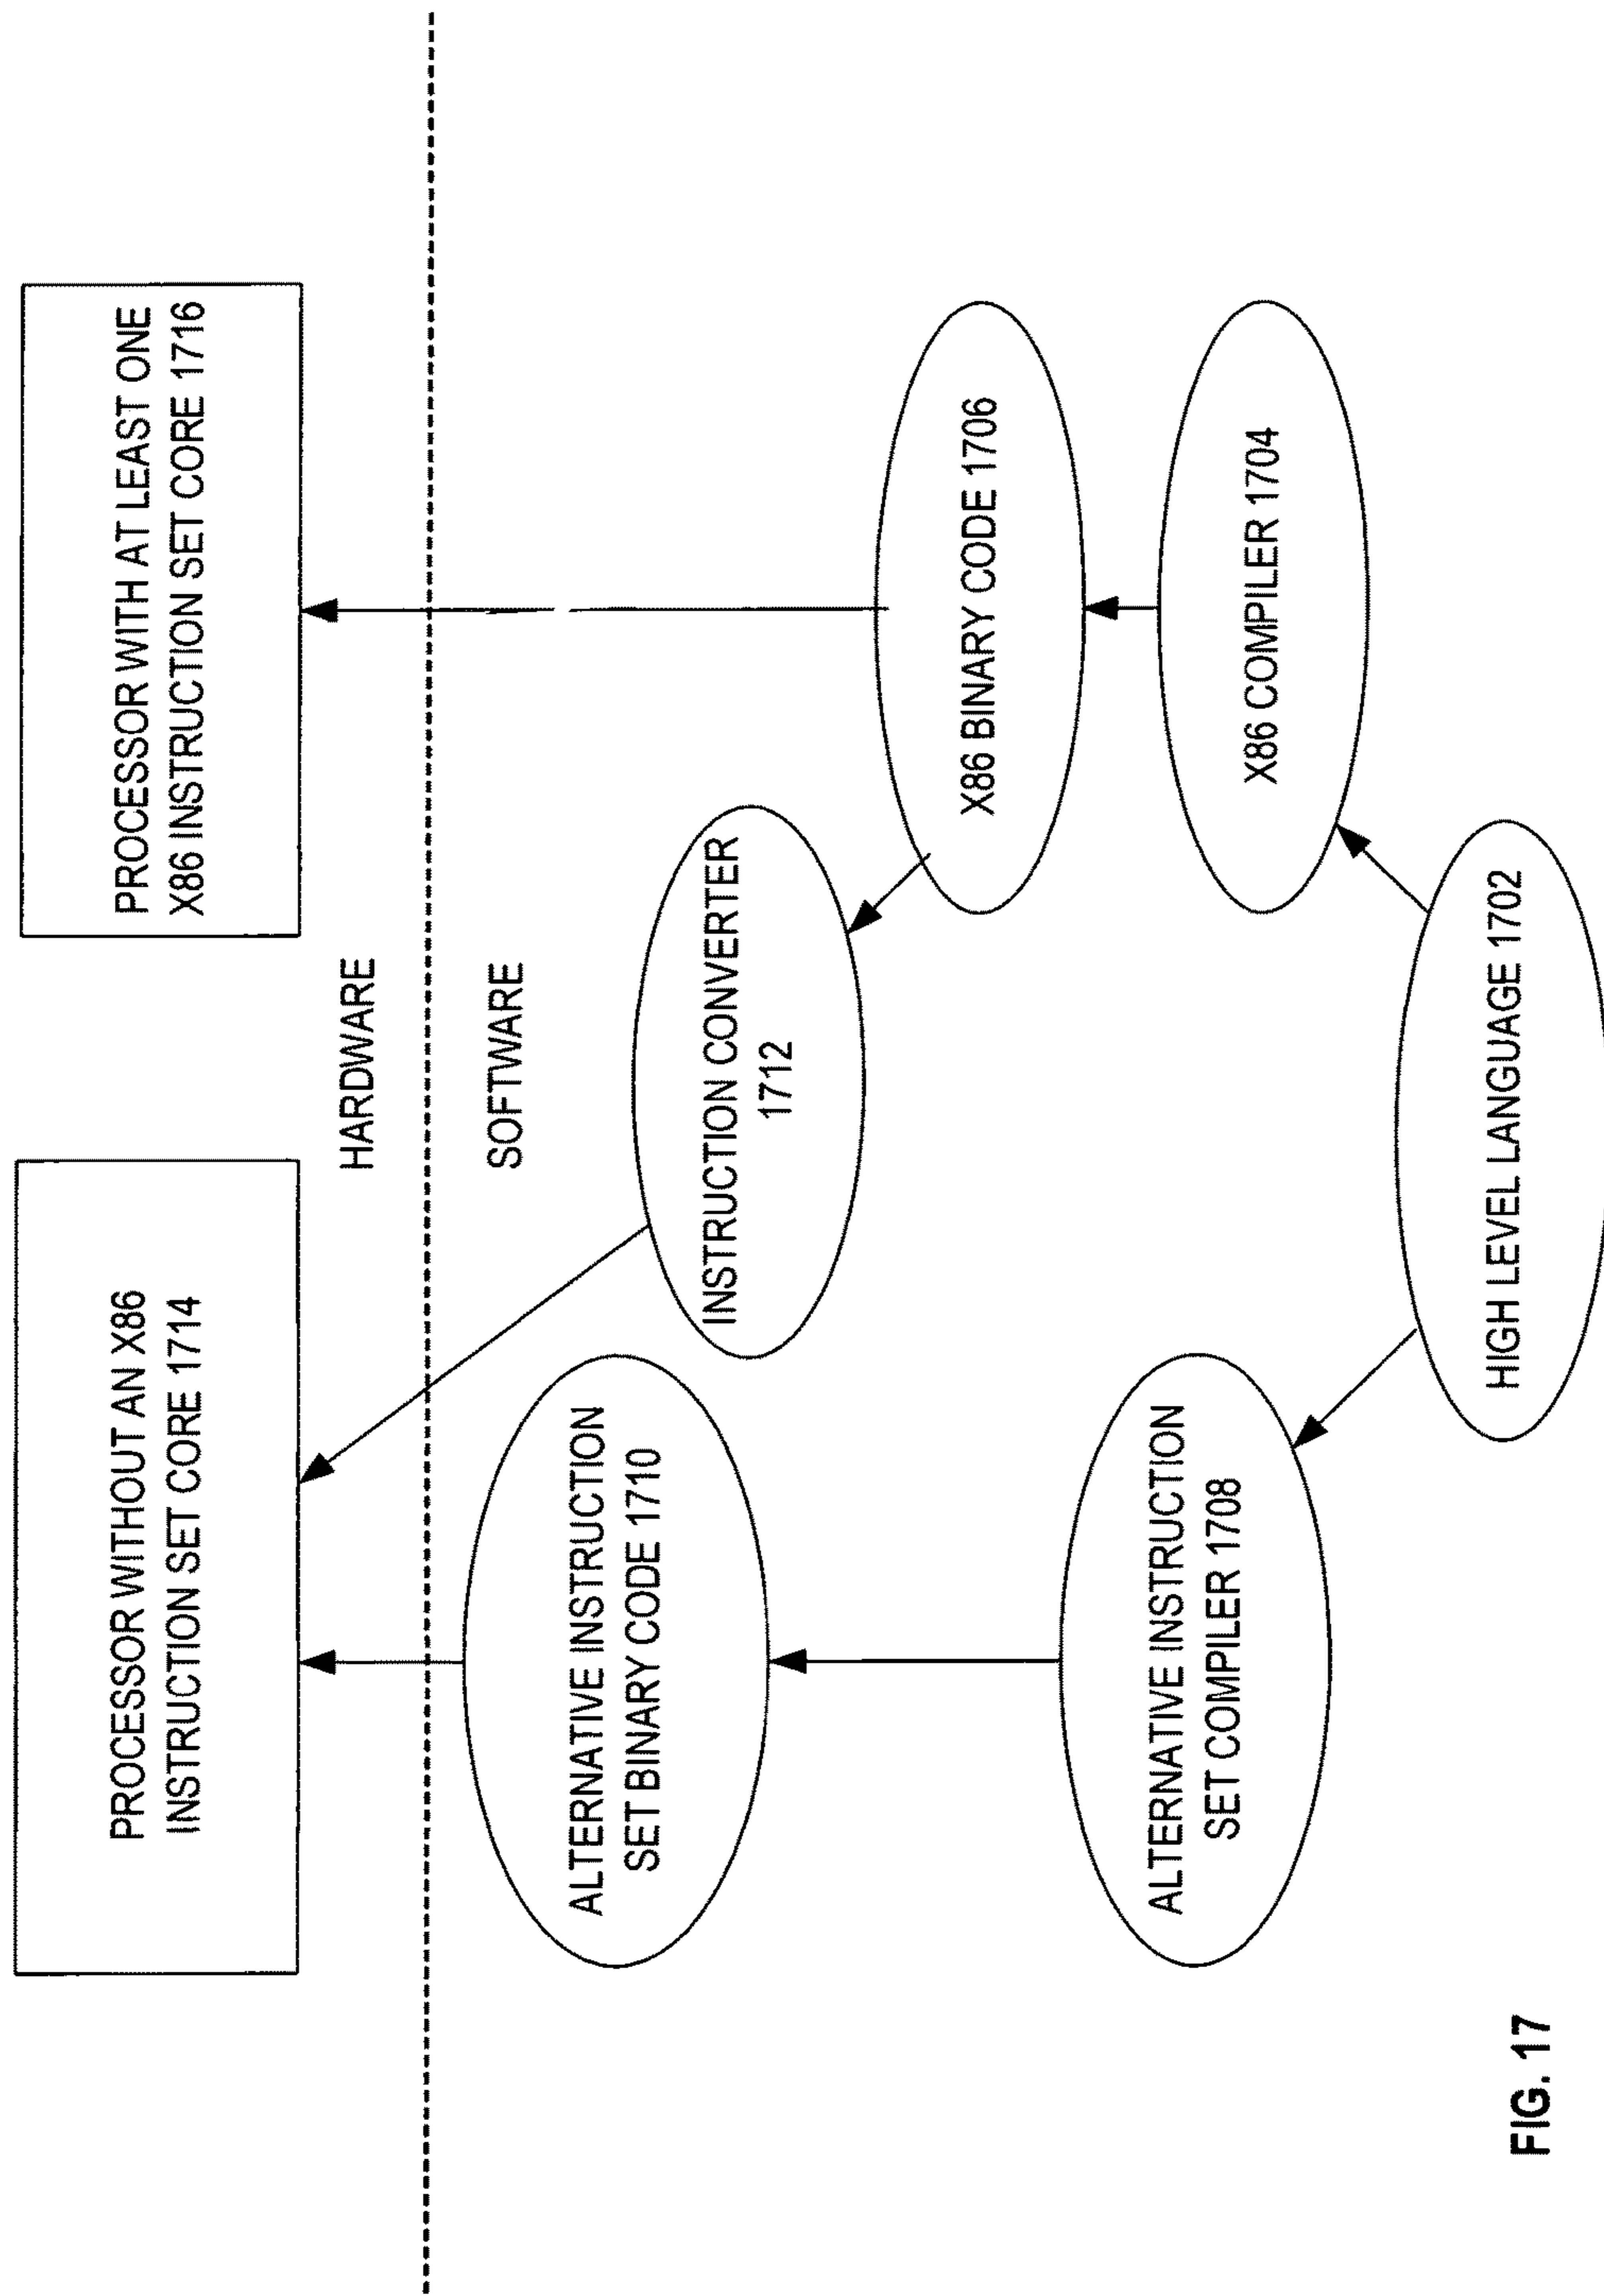 PROCESSOR WITHOUT AN X86
INSTRUCTION SET CORE 1714
PROCESSOR WITH AT LEAST ONE
X86 INSTRUCTION SET CORE 1716
HARDWARE
SOFTWARE
ALTERNATIVE INSTRUCTION
SET BINARY CODE 1710
INSTRUCTION CONVERTER
1712
X86 BINARY CODE 1706
ALTERNATIVE INSTRUCTION
SET COMPILER 1708
X86 COMPILER 1704
HIGH LEVEL LANGUAGE 1702
FIG. 17